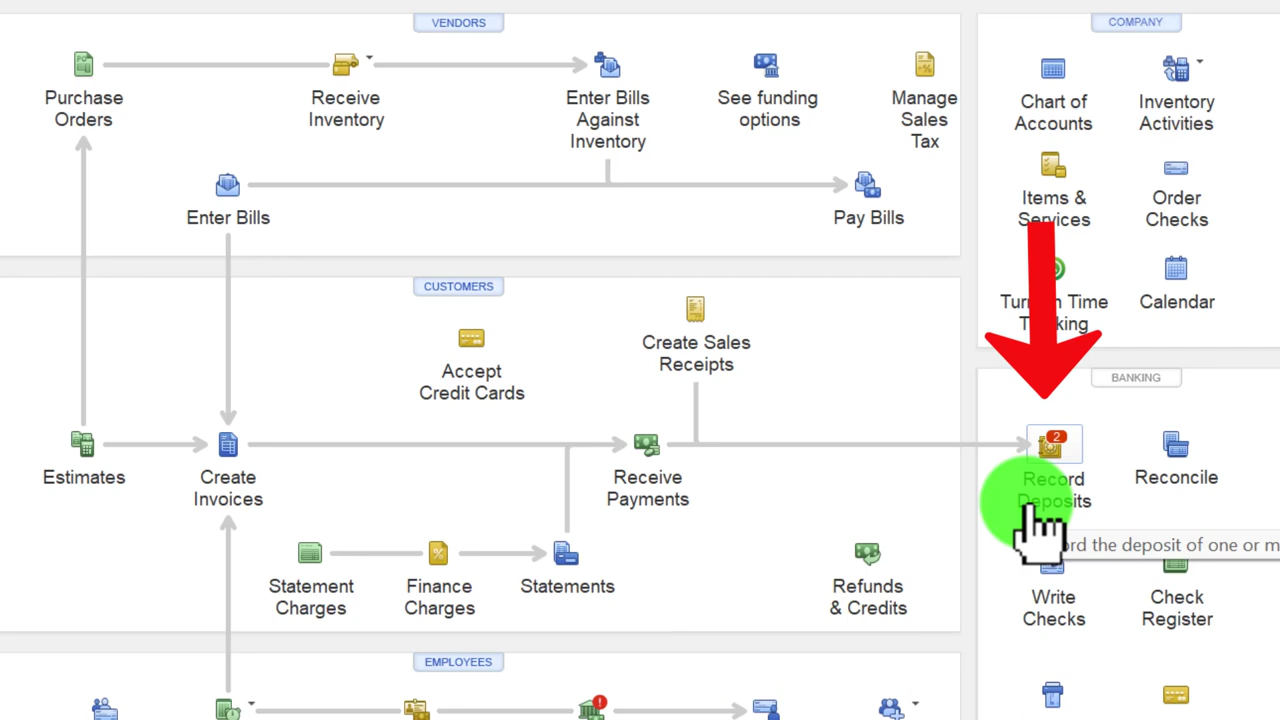 VENDORS
Purchase
Orders
Receive
Inventory
Enter Bills
Against
Inventory
See funding
options
Manage
Sales
Tax
Enter Bills
Pay Bills
COMPANY
Chart of
Accounts
Inventory
Activities
Items &
Services
Order
Checks
Time
Calendar
CUSTOMERS
Accept
Credit Cards
Create Sales
Receipts
Estimates
Create
Invoices
Receive
Payments
Statement
Charges
Finance
Charges
Statements
Refunds
& Credits
BANKING
2
Record
Deposits
Reconcile
the deposit of one or
Write
Checks
Check
Register
EMPLOYEES